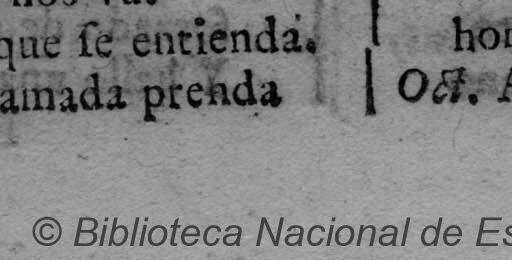 que ſe entienda.
amada prenda
hon
Oct. A
© Biblioteca Nacional de Es